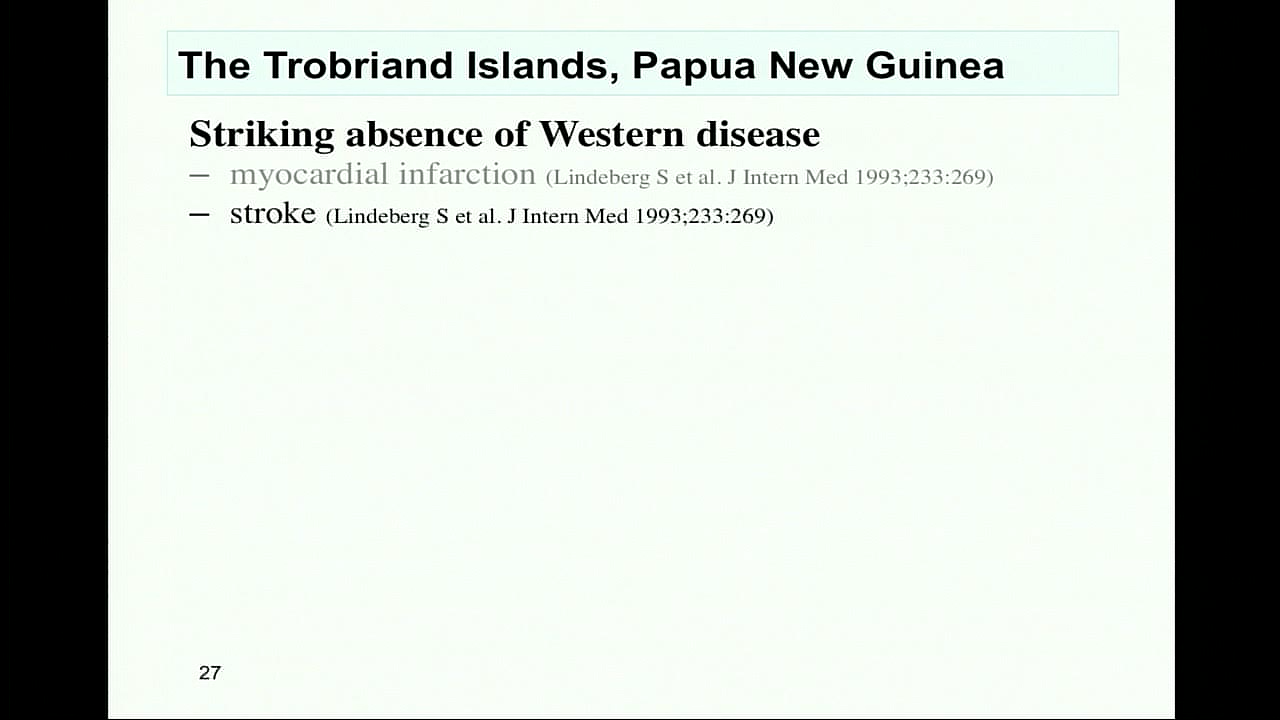 The Trobriand Islands, Papua New Guinea
Striking absence of Western disease
– myocardial infarction (Lindeberg S et al. J Intern Med 1993;233:269)
– stroke (Lindeberg S et al. J Intern Med 1993;233:269)
27